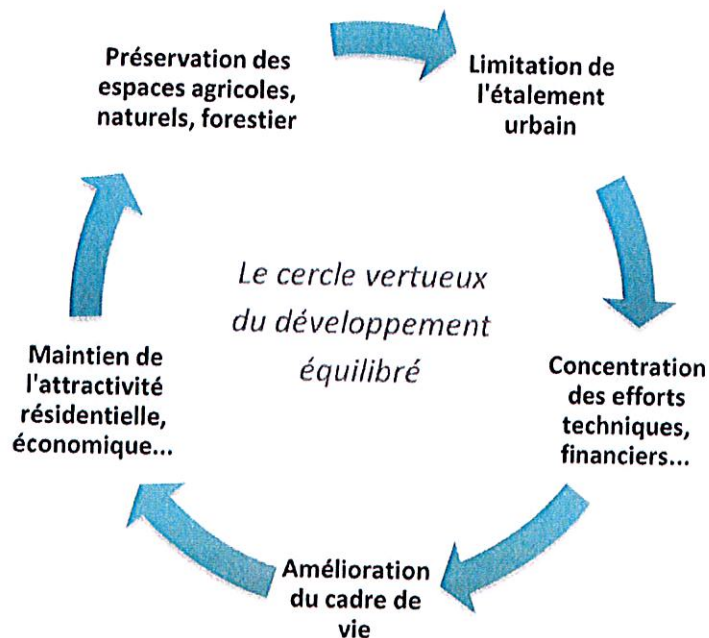 Préservation des
espaces agricoles,
naturels, forestier
Limitation de
l'étalement
urbain
Concentration
des efforts
techniques,
financiers...
Amélioration
du cadre de
vie
Maintien de
l'attractivité
résidentielle,
économique...
Le cercle vertueux
du développement
équilibré